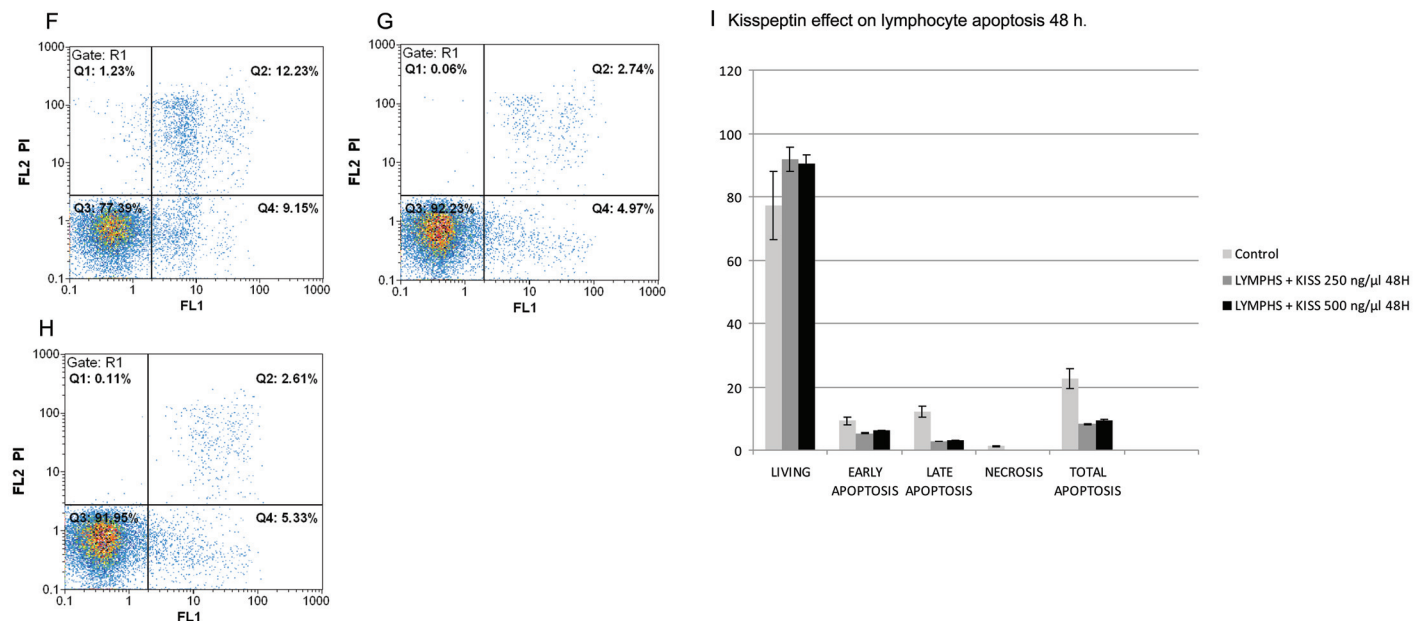 F
Gate: R1
Q1: 1.23%
Q2: 12.23%
Q3: 77.39%
Q4: 9.15%
1000
100
10
1
0.1
FL2 PI
0.1 1 10 100 1000
FL1
G
Gate: R1
Q1: 0.06%
Q2: 2.74%
Q3: 92.23%
Q4: 4.97%
1000
100
10
1
0.1
FL2 PI
0.1 1 10 100 1000
FL1
H
Gate: R1
Q1: 0.11%
Q2: 2.61%
Q3: 91.95%
Q4: 5.33%
1000
100
10
1
0.1
FL2 PI
0.1 1 10 100 1000
FL1
I Kisspeptin effect on lymphocyte apoptosis 48 h.
120
100
80
60
40
20
0
LIVING
EARLY
APOPTOSIS
LATE
APOPTOSIS
NECROSIS
TOTAL
APOPTOSIS
Control
LYMPHS + KISS 250 ng/µl 48H
LYMPHS + KISS 500 ng/µl 48H